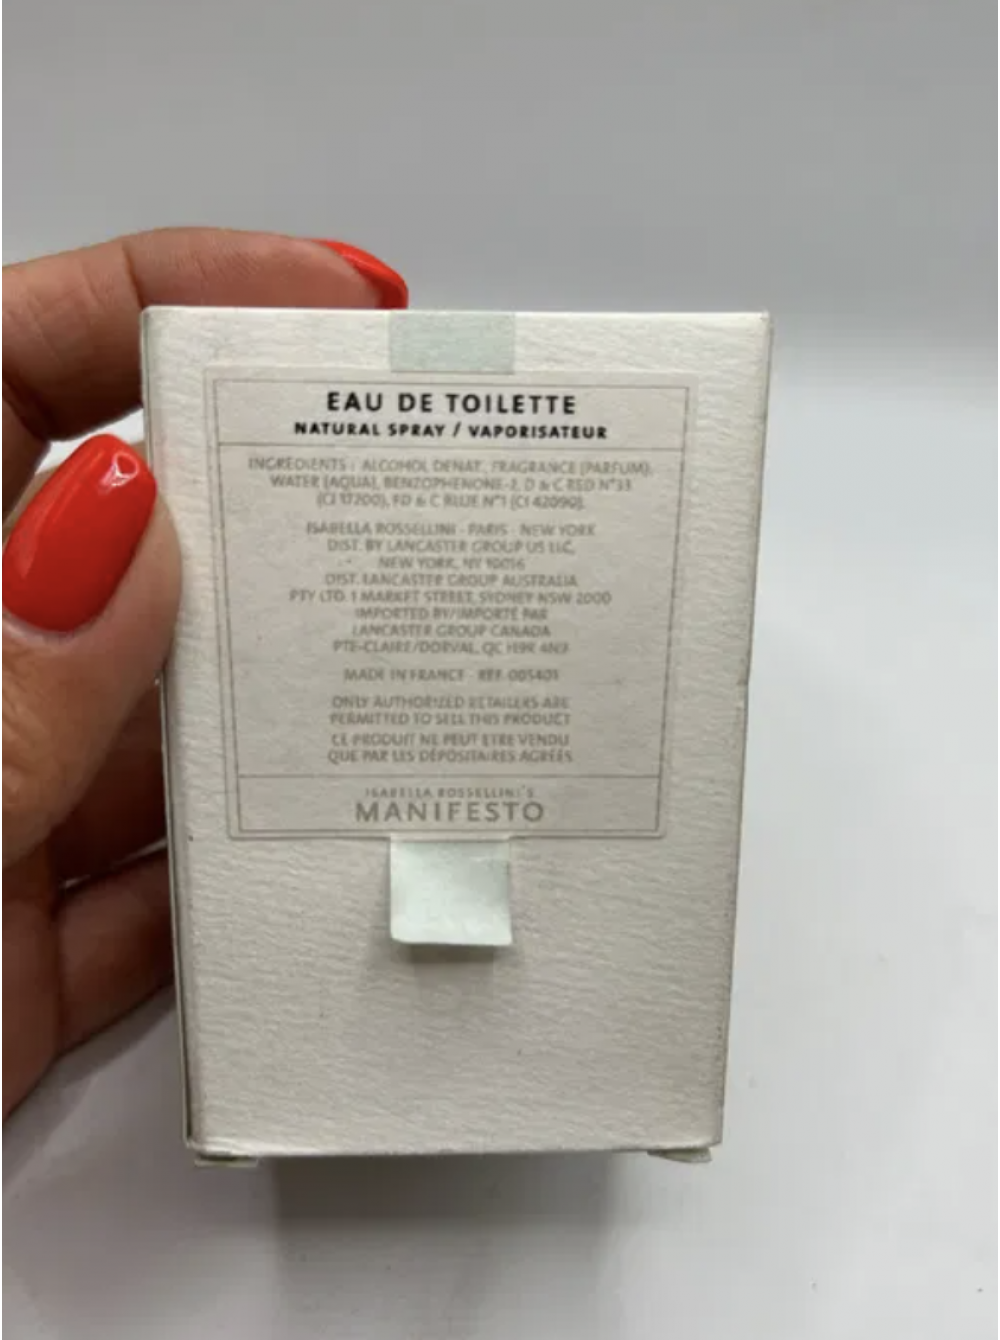 EAU DE TOILETTE
NATURAL SPRAY / VAPORISATEUR
INGREDIENTS : ALCOHOL DENAT., FRAGRANCE (PARFUM),
WATER (AQUA), BENZOPHENONE-2, D & C RED N°33
(CI 17200), FD & C BLUE N°1 (CI 42090).
ISABELLA ROSSELLINI - PARIS - NEW YORK
DIST. BY LANCASTER GROUP US LLC,
NEW YORK, NY 10016
DIST. LANCASTER GROUP AUSTRALIA
PTY LTD. 1 MARKET STREET, SYDNEY NSW 2000
IMPORTED BY/IMPORTÉ PAR
LANCASTER GROUP CANADA
PTE-CLAIRE/DORVAL, QC H9R 4N9
MADE IN FRANCE - REF. 005401
ONLY AUTHORIZED RETAILERS ARE
PERMITTED TO SELL THIS PRODUCT
CE PRODUIT NE PEUT ETRE VENDU
QUE PAR LES DÉPOSITAIRES AGRÉÉS
ISABELLA ROSSELLINI'S
MANIFESTO